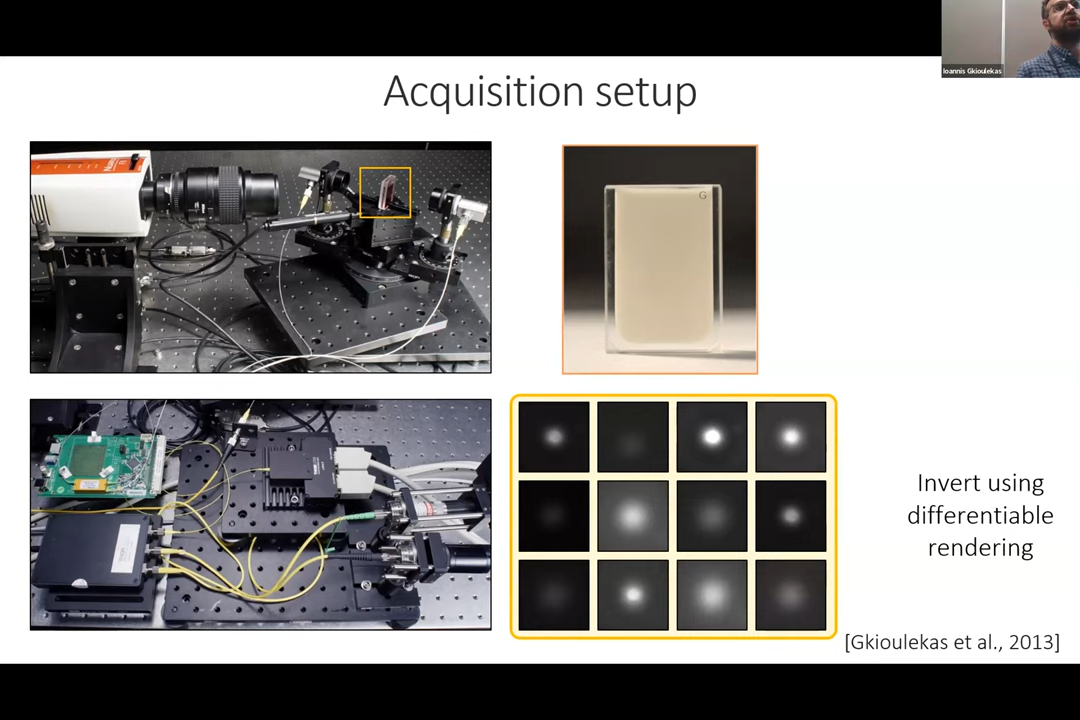 Ioannis Gkioulekas
Acquisition setup
G
Invert using
differentiable
rendering
[Gkioulekas et al., 2013]